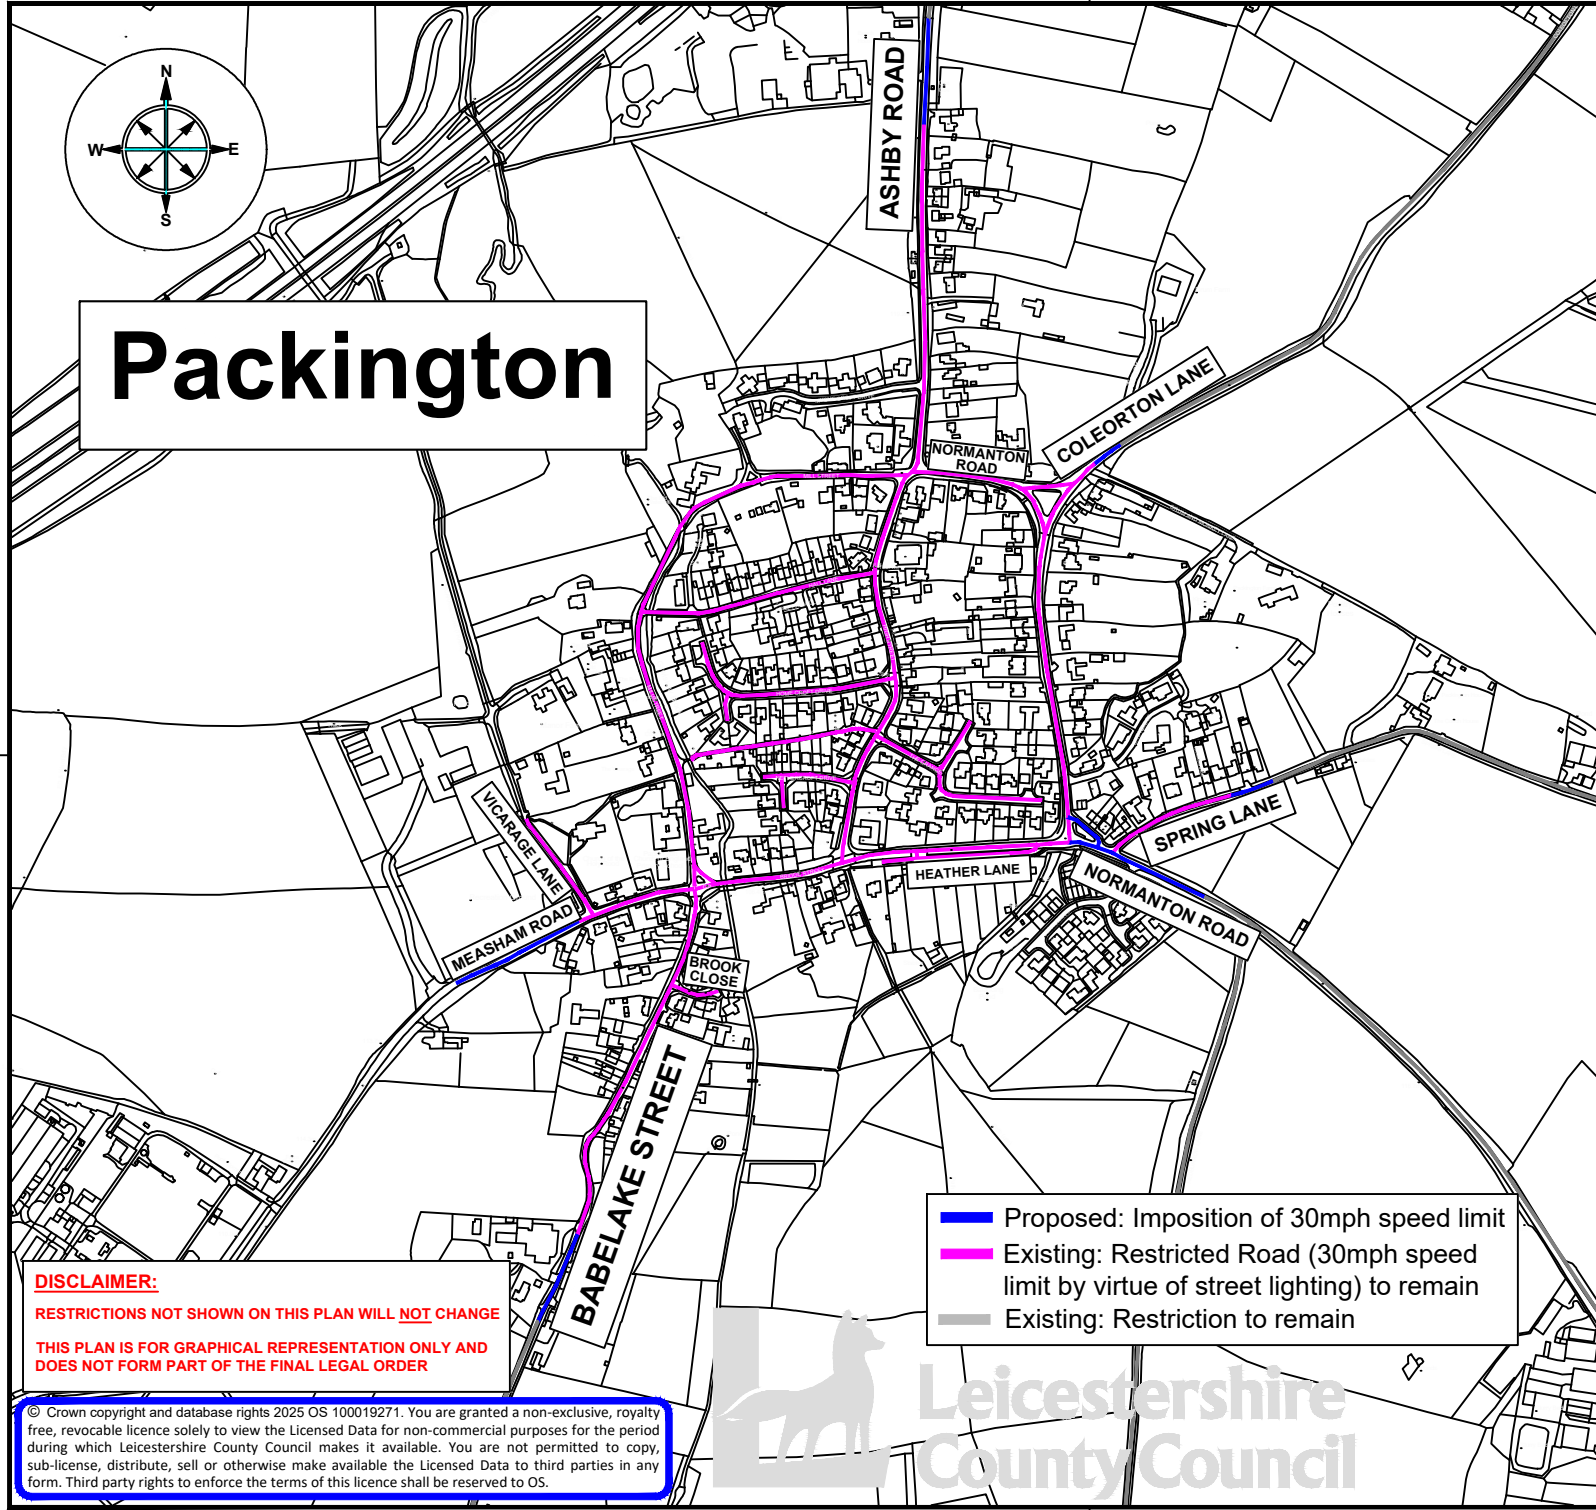 N
W E
S
Packington
ASHBY ROAD
COLEORTON LANE
NORMANTON
ROAD
VICARAGE LANE
MEASHAM ROAD
HEATHER LANE
SPRING LANE
NORMANTON ROAD
BROOK
CLOSE
BABELAKE STREET
Proposed: Imposition of 30mph speed limit
Existing: Restricted Road (30mph speed
limit by virtue of street lighting) to remain
Existing: Restriction to remain
DISCLAIMER:
RESTRICTIONS NOT SHOWN ON THIS PLAN WILL NOT CHANGE
THIS PLAN IS FOR GRAPHICAL REPRESENTATION ONLY AND
DOES NOT FORM PART OF THE FINAL LEGAL ORDER
© Crown copyright and database rights 2025 OS 100019271. You are granted a non-exclusive, royalty
free, revocable licence solely to view the Licensed Data for non-commercial purposes for the period
during which Leicestershire County Council makes it available. You are not permitted to copy,
sub-license, distribute, sell or otherwise make available the Licensed Data to third parties in any
form. Third party rights to enforce the terms of this licence shall be reserved to OS.
Leicestershire
County Council